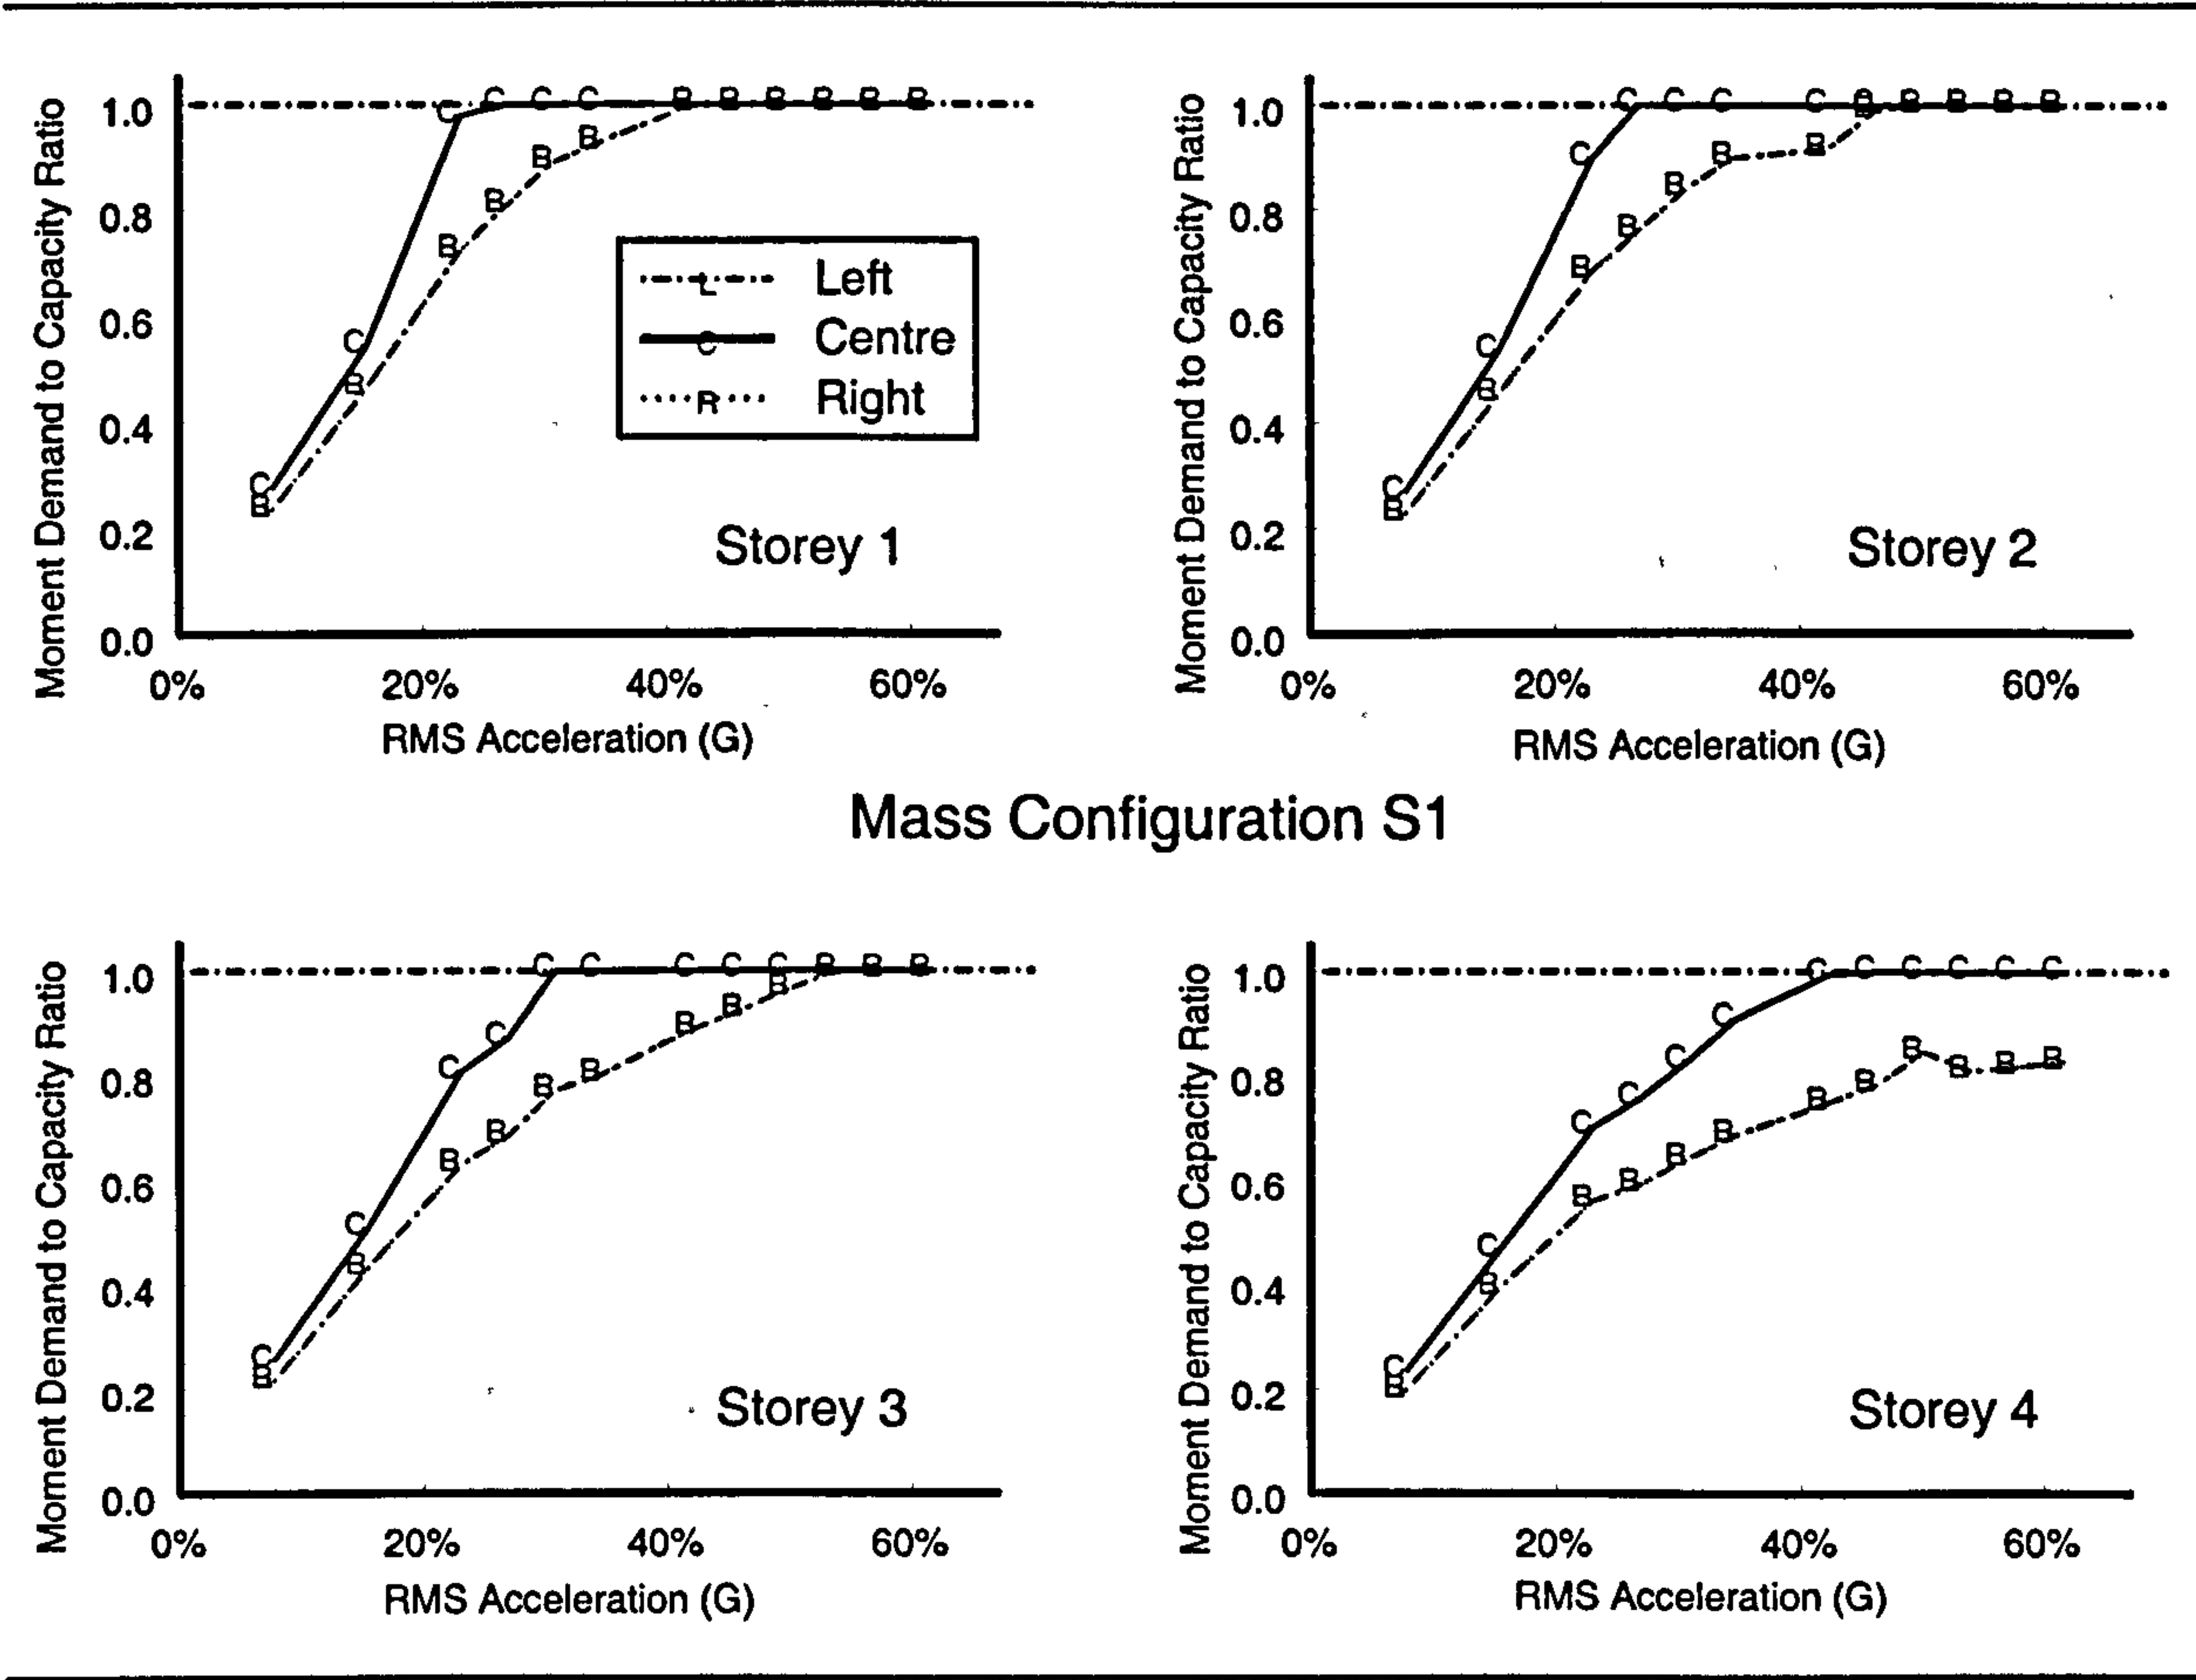 Moment Demand to Capacity Ratio
1.0
0.8
0.6
0.4
0.2
0.0
0%
20%
40%
60%
RMS Acceleration (G)
L Left
C Centre
R Right
Storey 1
Moment Demand to Capacity Ratio
1.0
0.8
0.6
0.4
0.2
0.0
0%
20%
40%
60%
RMS Acceleration (G)
Storey 2
Mass Configuration S1
Moment Demand to Capacity Ratio
1.0
0.8
0.6
0.4
0.2
0.0
0%
20%
40%
60%
RMS Acceleration (G)
Storey 3
Moment Demand to Capacity Ratio
1.0
0.8
0.6
0.4
0.2
0.0
0%
20%
40%
60%
RMS Acceleration (G)
Storey 4